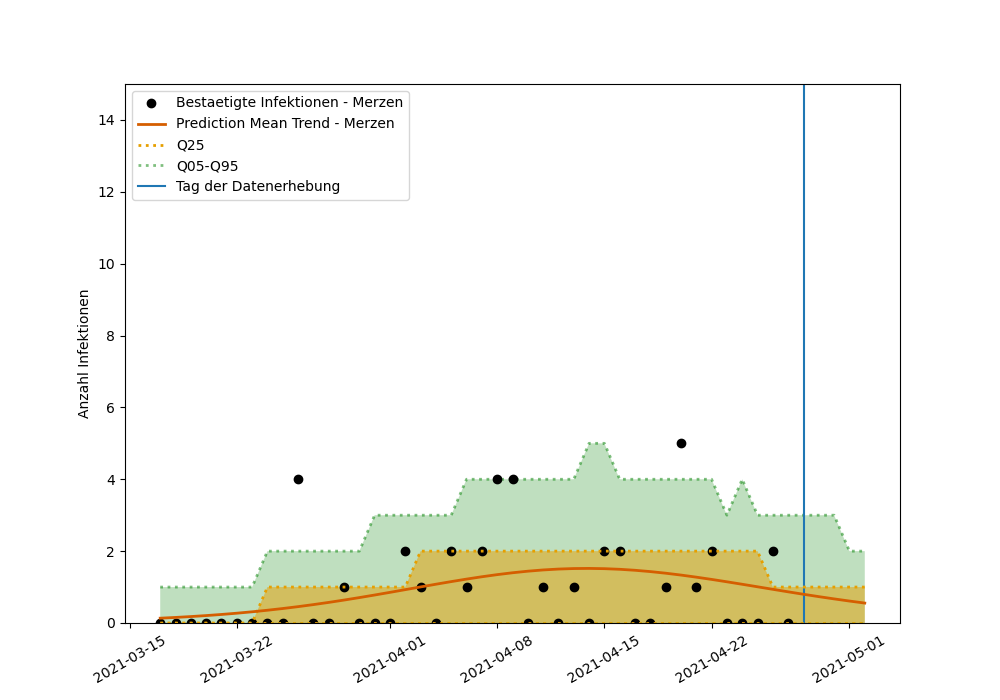 Bestaetigte Infektionen - Merzen
Prediction Mean Trend - Merzen
Q25
Q05-Q95
Tag der Datenerhebung
Anzahl Infektionen
14
12
10
8
6
4
2
0
2021-03-15
2021-03-22
2021-04-01
2021-04-08
2021-04-15
2021-04-22
2021-05-01